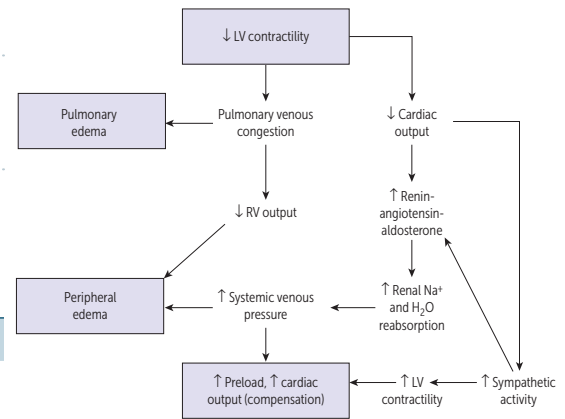 ↓ LV contractility
Pulmonary
edema
Pulmonary venous
congestion
↓ Cardiac
output
↓ RV output
↑ Renin-
angiotensin-
aldosterone
Peripheral
edema
↑ Systemic venous
pressure
↑ Renal Na⁺
and H₂O
reabsorption
↑ Preload, ↑ cardiac
output (compensation)
↑ LV
contractility
↑ Sympathetic
activity